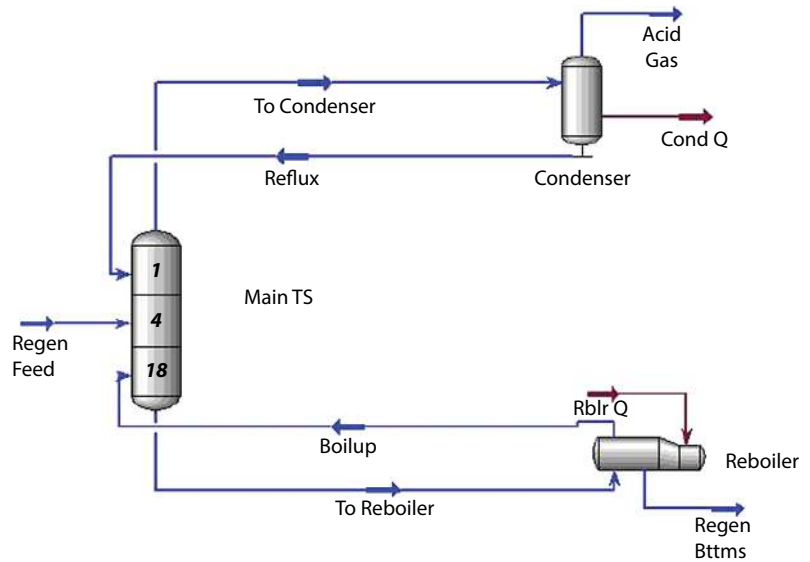 Acid
Gas
To Condenser
Cond Q
Reflux
Condenser
1
Main TS
4
Regen
Feed
18
Rblr Q
Boilup
Reboiler
To Reboiler
Regen
Bttms